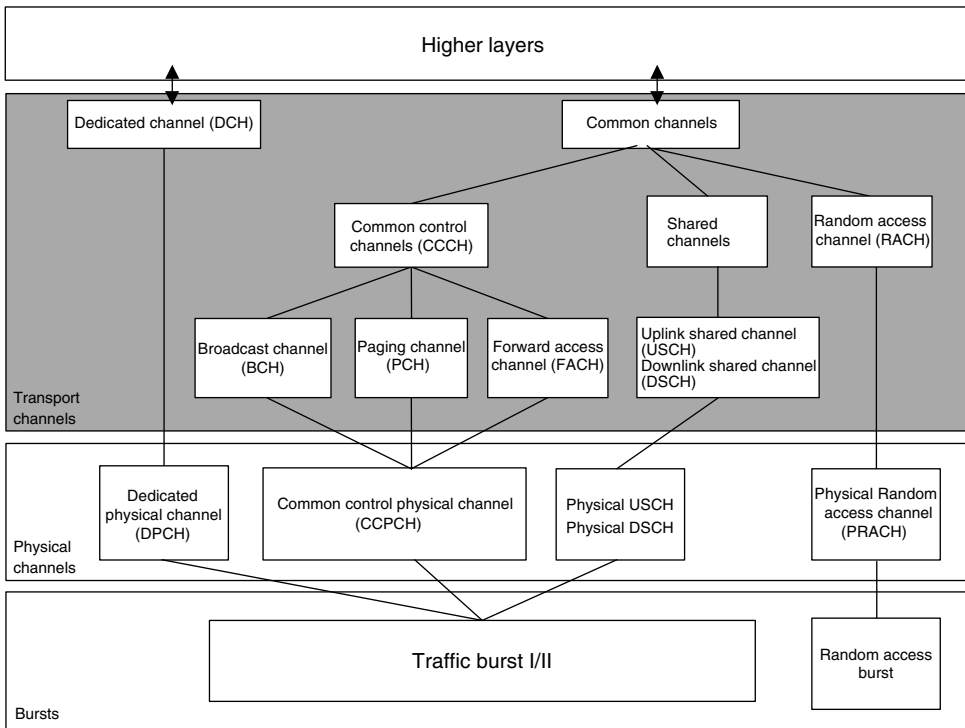 Higher layers
Dedicated channel (DCH)
Common channels
Common control
channels (CCCH)
Shared
channels
Random access
channel (RACH)
Broadcast channel
(BCH)
Paging channel
(PCH)
Forward access
channel (FACH)
Uplink shared channel
(USCH)
Downlink shared channel
(DSCH)
Transport
channels
Dedicated
physical channel
(DPCH)
Common control physical channel
(CCPCH)
Physical USCH
Physical DSCH
Physical Random
access channel
(PRACH)
Physical
channels
Traffic burst I/II
Random access
burst
Bursts